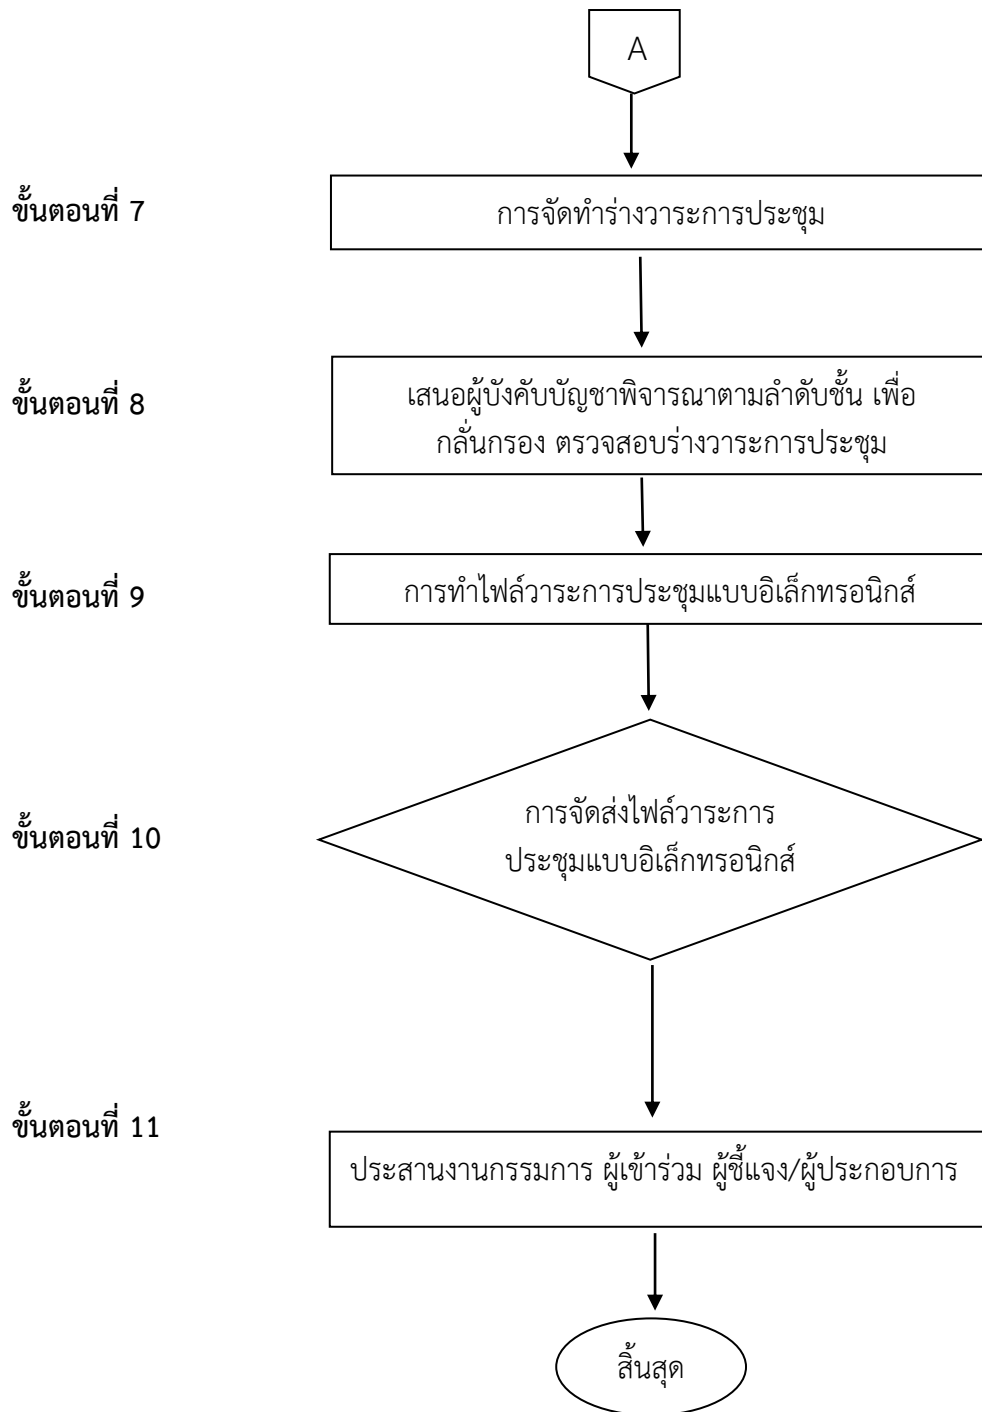 A
ขั้นตอนที่ 7
การจัดทำร่างวาระการประชุม
ขั้นตอนที่ 8
เสนอผู้บังคับบัญชาพิจารณาตามลำดับชั้น เพื่อ
กลั่นกรอง ตรวจสอบร่างวาระการประชุม
ขั้นตอนที่ 9
การทำไฟล์วาระการประชุมแบบอิเล็กทรอนิกส์
ขั้นตอนที่ 10
การจัดส่งไฟล์วาระการ
ประชุมแบบอิเล็กทรอนิกส์
ขั้นตอนที่ 11
ประสานงานกรรมการ ผู้เข้าร่วม ผู้ชี้แจง/ผู้ประกอบการ
สิ้นสุด